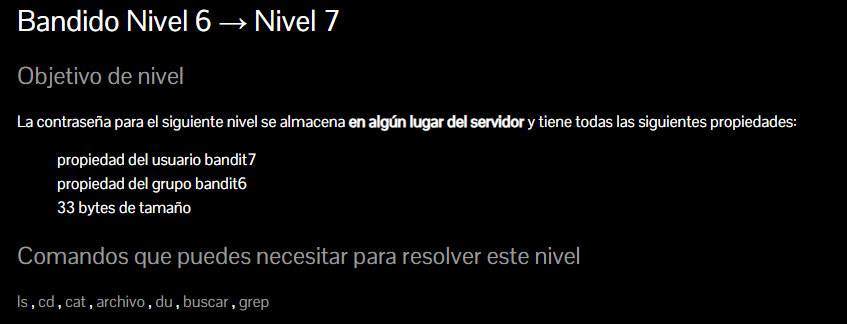 Bandido Nivel 6 → Nivel 7
Objetivo de nivel
La contraseña para el siguiente nivel se almacena en algún lugar del servidor y tiene todas las siguientes propiedades:
propiedad del usuario bandit7
propiedad del grupo bandit6
33 bytes de tamaño
Comandos que puedes necesitar para resolver este nivel
ls , cd , cat , archivo , du , buscar , grep